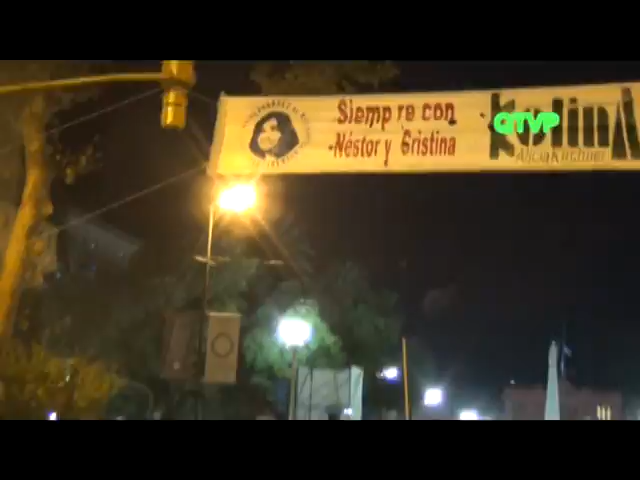 Siempre con
Néstor y Cristina
Kolina
Alicia Kirchner
QTVP